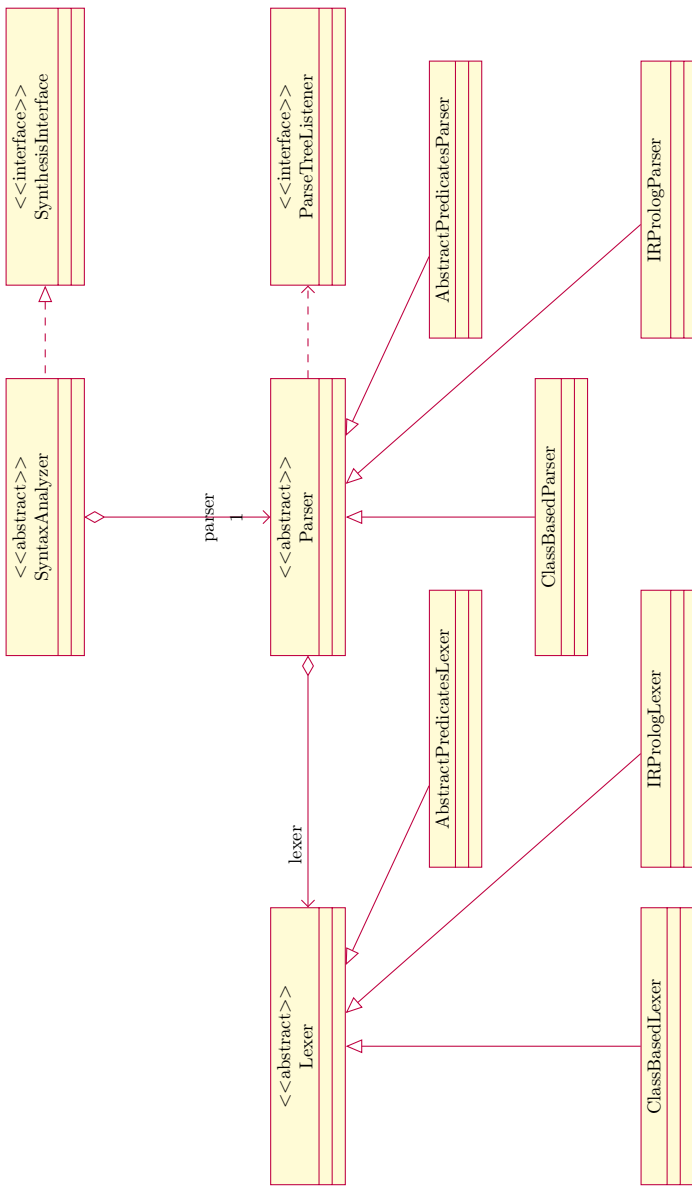 <<abstract>>
Lexer
lexer
<<abstract>>
SyntaxAnalyzer
<<interface>>
SynthesisInterface
parser
1
<<abstract>>
Parser
<<interface>>
ParseTreeListener
AbstractPredicatesLexer
AbstractPredicatesParser
ClassBasedParser
ClassBasedLexer
IRPrologLexer
IRPrologParser